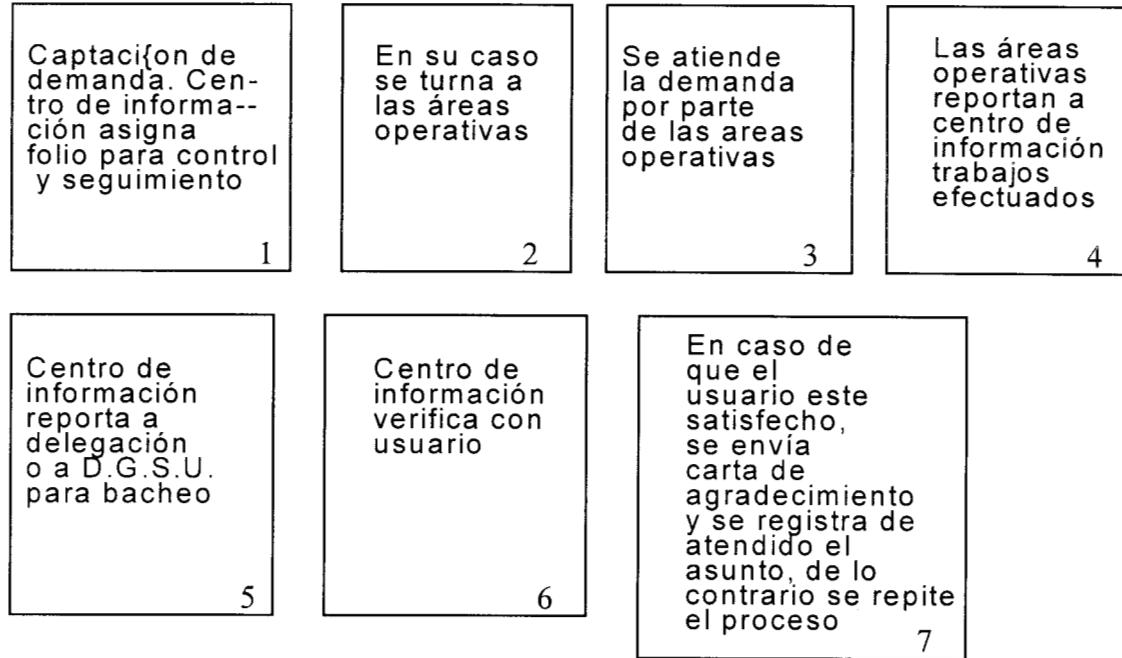 Captaci{on de
demanda. Cen-
tro de informa--
ción asigna
folio para control
y seguimiento
1
En su caso
se turna a
las áreas
operativas
2
Se atiende
la demanda
por parte
de las areas
operativas
3
Las áreas
operativas
reportan a
centro de
información
trabajos
efectuados
4
Centro de
información
reporta a
delegación
o a D.G.S.U.
para bacheo
5
Centro de
información
verifica con
usuario
6
En caso de
que el
usuario este
satisfecho,
se envía
carta de
agradecimiento
y se registra de
atendido el
asunto, de lo
contrario se repite
el proceso
7